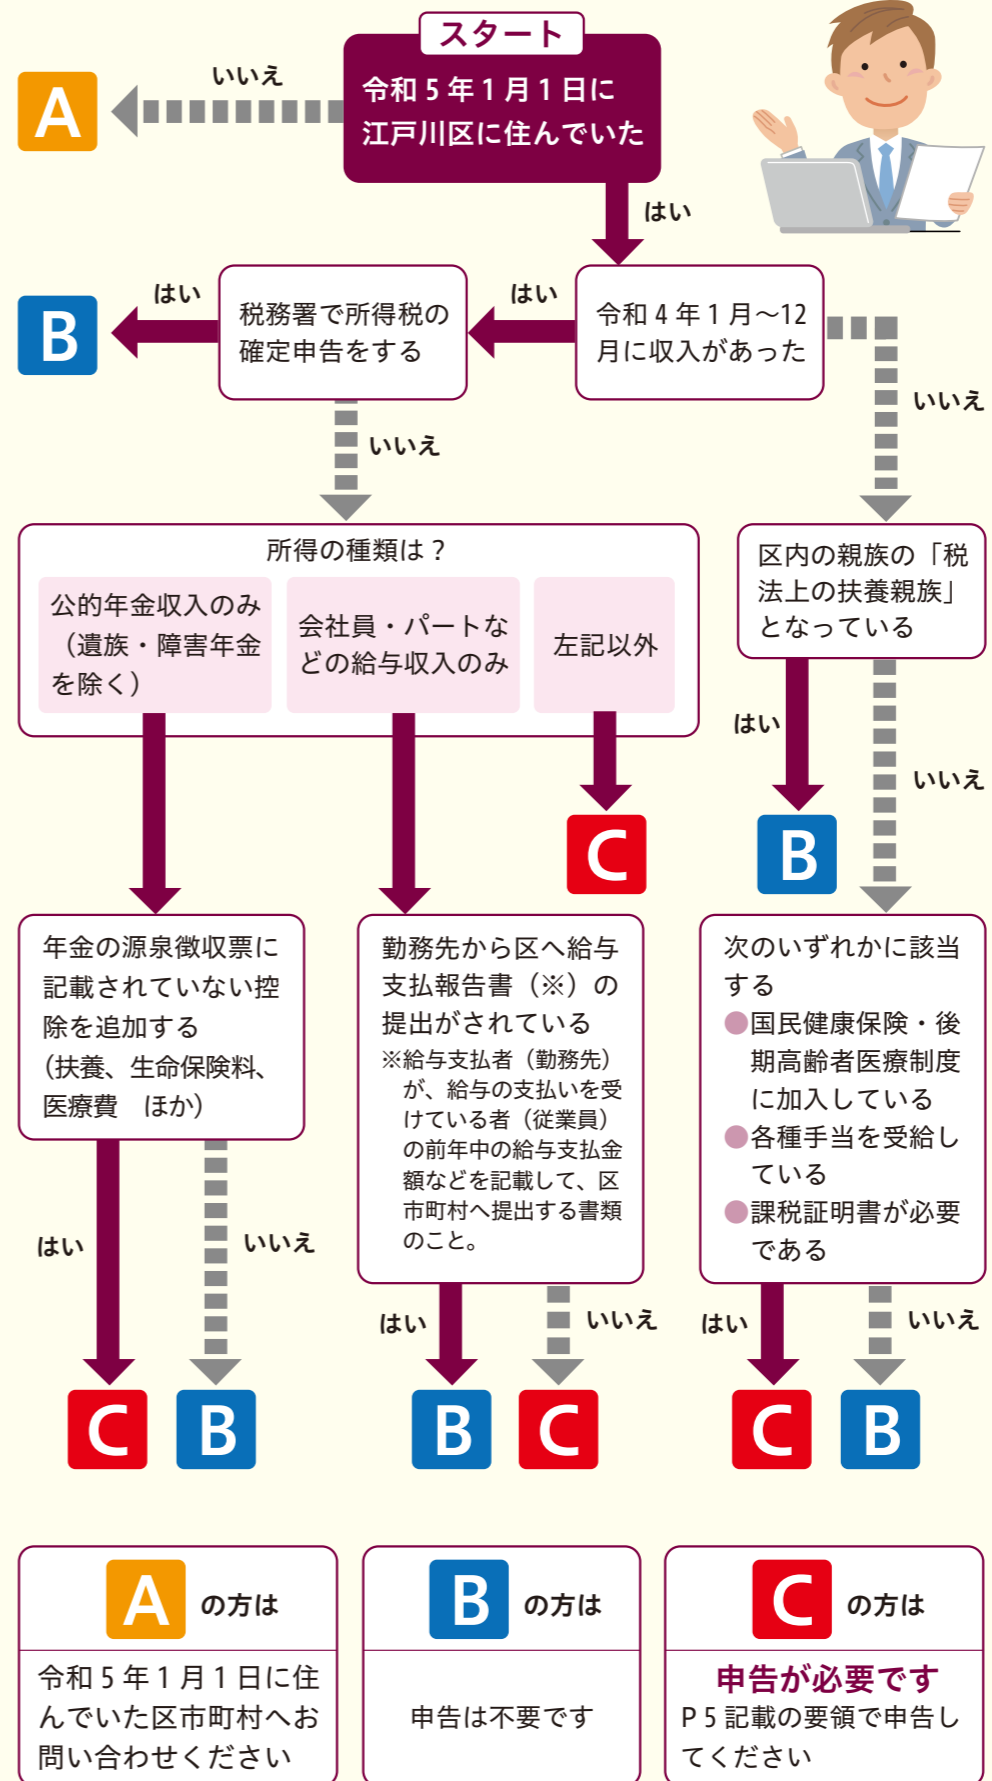 スタート
令和5年1月1日に
江戸川区に住んでいた
いいえ
A
はい
令和4年1月～12
月に収入があった
はい
税務署で所得税の
確定申告をする
はい
B
いいえ
いいえ
所得の種類は？
公的年金収入のみ
（遺族・障害年金
を除く）
会社員・パートな
どの給与収入のみ
左記以外
区内の親族の「税
法上の扶養親族」
となっている
はい
いいえ
C
B
年金の源泉徴収票に
記載されていない控
除を追加する
（扶養、生命保険料、
医療費　ほか）
はい
いいえ
C
B
勤務先から区へ給与
支払報告書（※）の
提出がされている
※給与支払者（勤務先）
が、給与の支払いを受
けている者（従業員）
の前年中の給与支払金
額などを記載して、区
市町村へ提出する書類
のこと。
はい
いいえ
B
C
次のいずれかに該当
する
●国民健康保険・後
期高齢者医療制度
に加入している
●各種手当を受給し
ている
●課税証明書が必要
である
はい
いいえ
C
B
A の方は
令和5年1月1日に住
んでいた区市町村へお
問い合わせください
B の方は
申告は不要です
C の方は
申告が必要です
P5記載の要領で申告し
てください